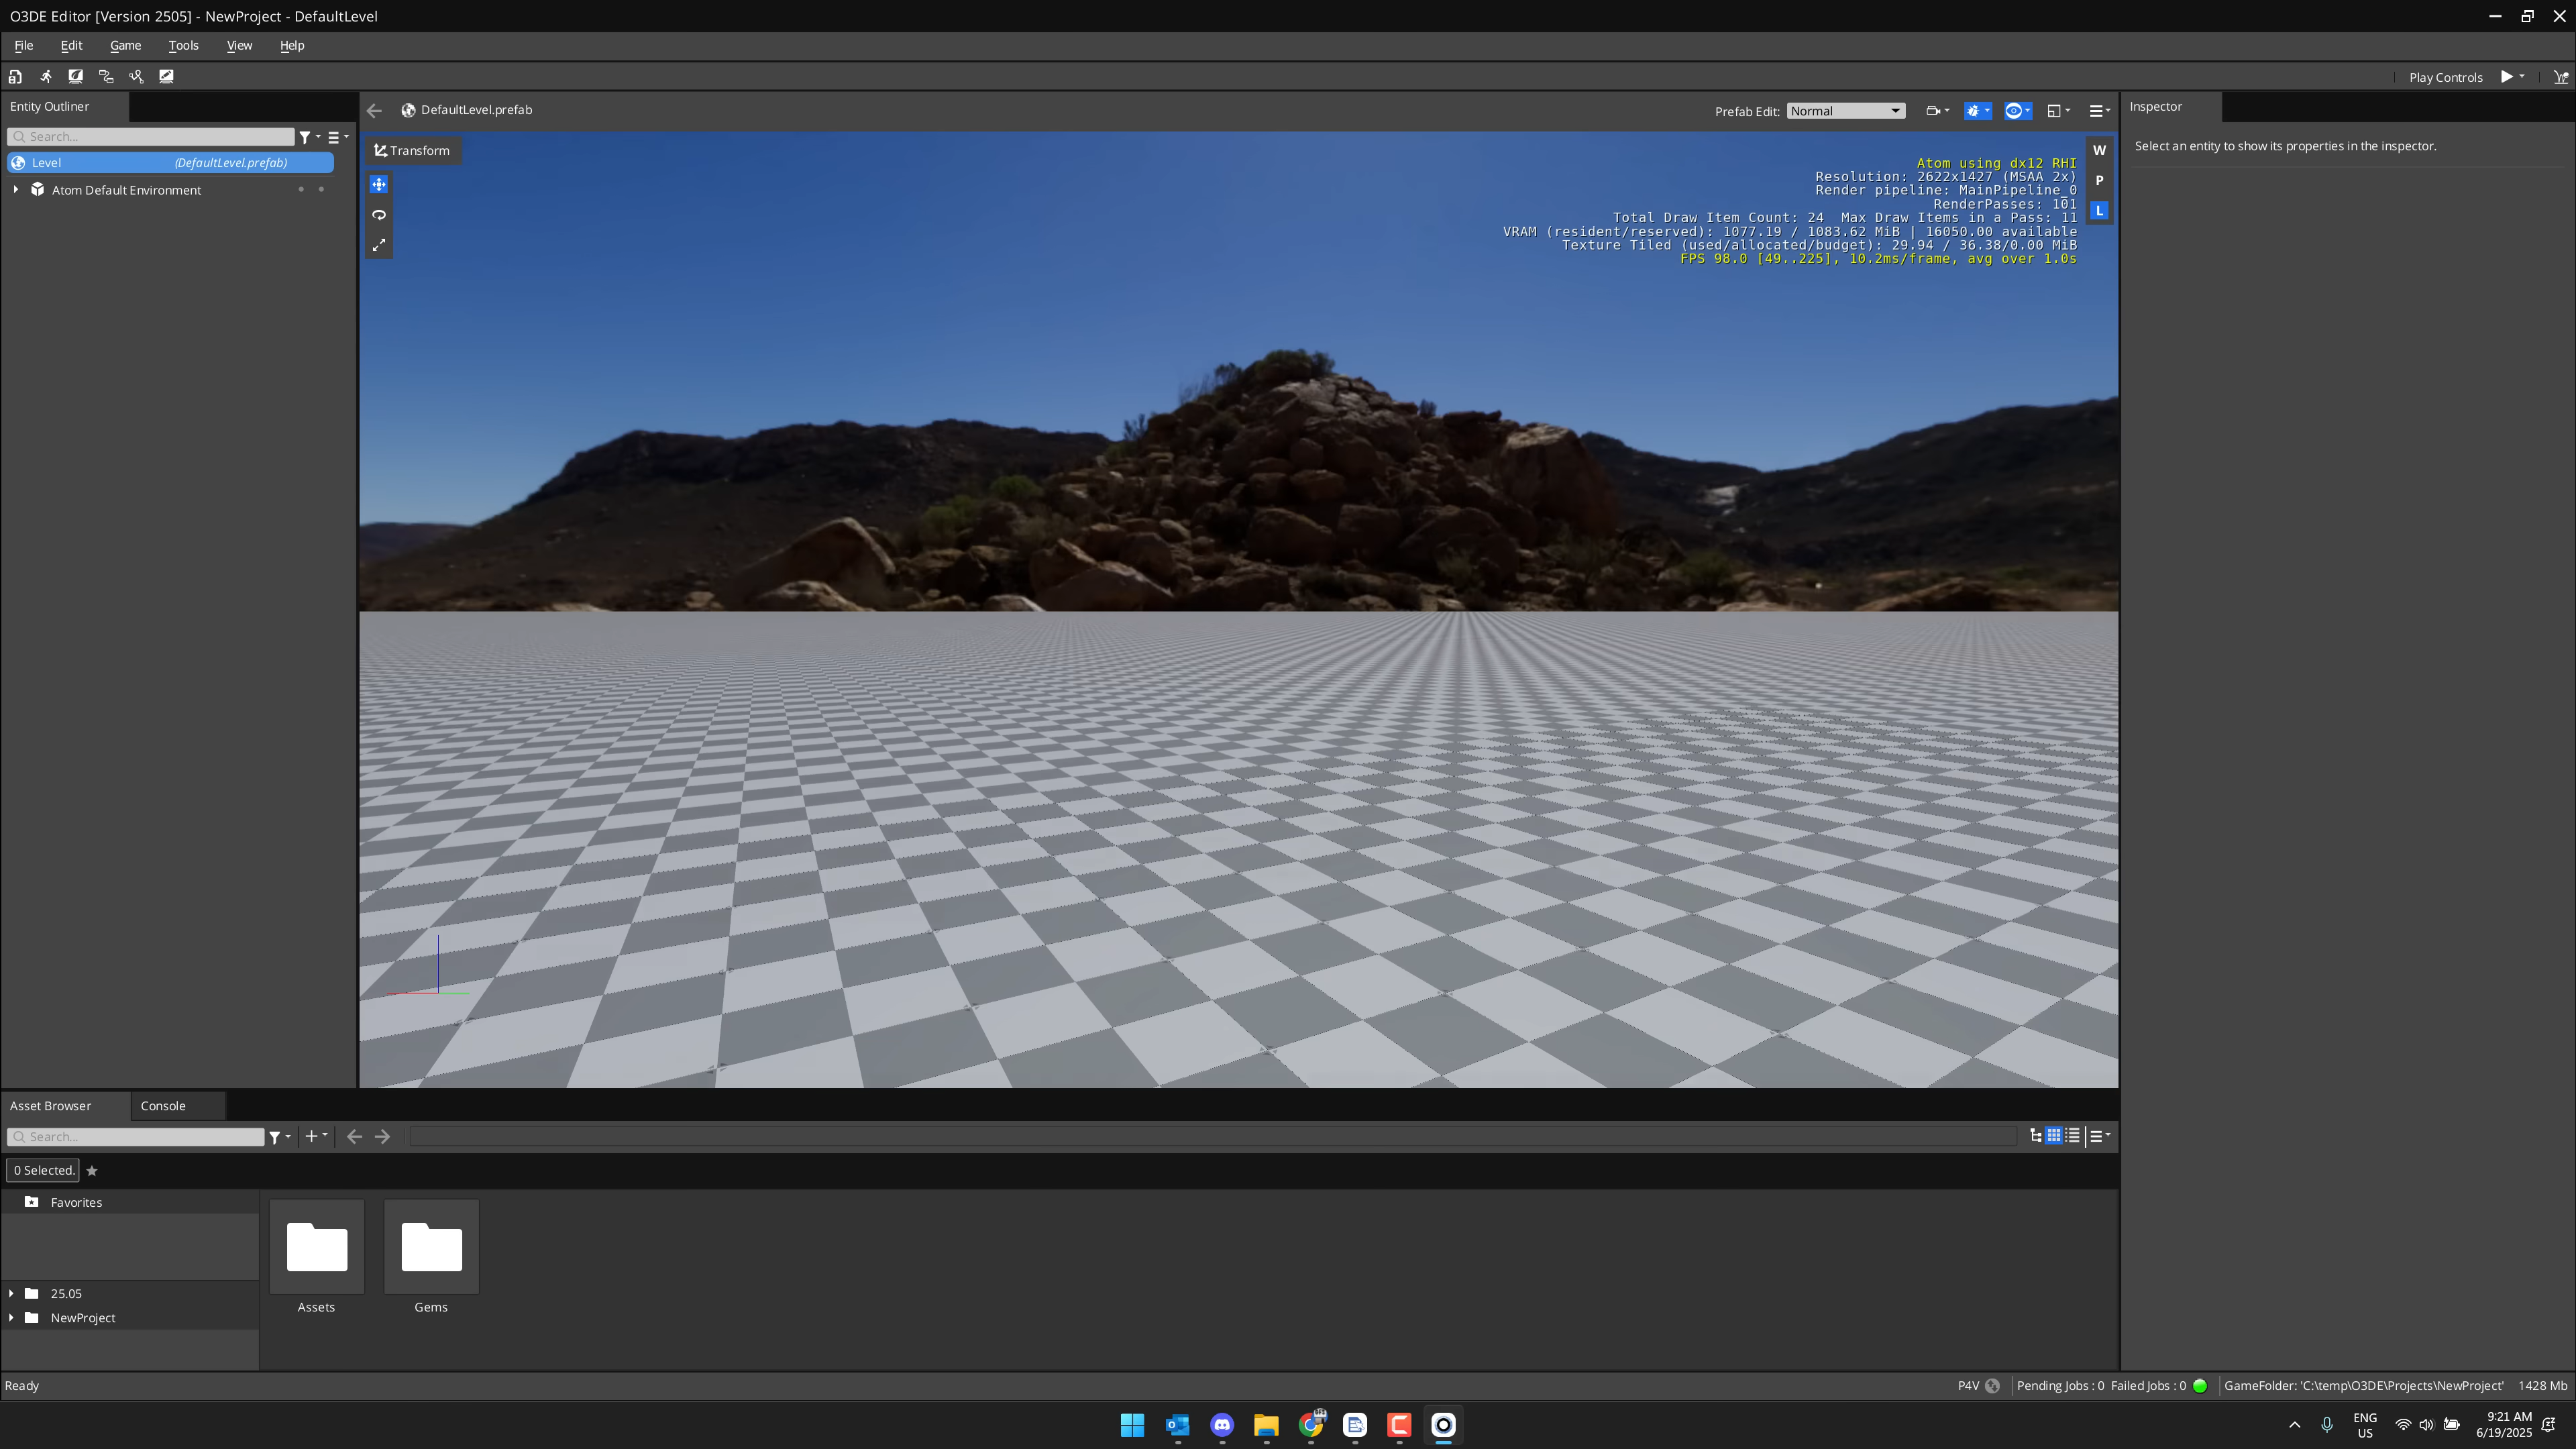 O3DE Editor [Version 2505] - NewProject - DefaultLevel
File Edit Game Tools View Help
Play Controls
Entity Outliner
Search...
Level (DefaultLevel.prefab)
Atom Default Environment
DefaultLevel.prefab
Prefab Edit: Normal
Transform
Atom using dx12 RHI
Resolution: 2622x1427 (MSAA 2x)
Render pipeline: MainPipeline_0
RenderPasses: 101
Total Draw Item Count: 24 Max Draw Items in a Pass: 11
VRAM (resident/reserved): 1077.19 / 1083.62 MiB | 16050.00 available
Texture Tiled (used/allocated/budget): 29.94 / 36.38/0.00 MiB
FPS 98.0 [49..225], 10.2ms/frame, avg over 1.0s
W
P
L
Inspector
Select an entity to show its properties in the inspector.
Asset Browser Console
Search...
0 Selected.
Favorites
25.05
NewProject
Assets Gems
Ready
P4V Pending Jobs : 0 Failed Jobs : 0 GameFolder: 'C:\temp\O3DE\Projects\NewProject' 1428 Mb
ENG
US
9:21 AM
6/19/2025